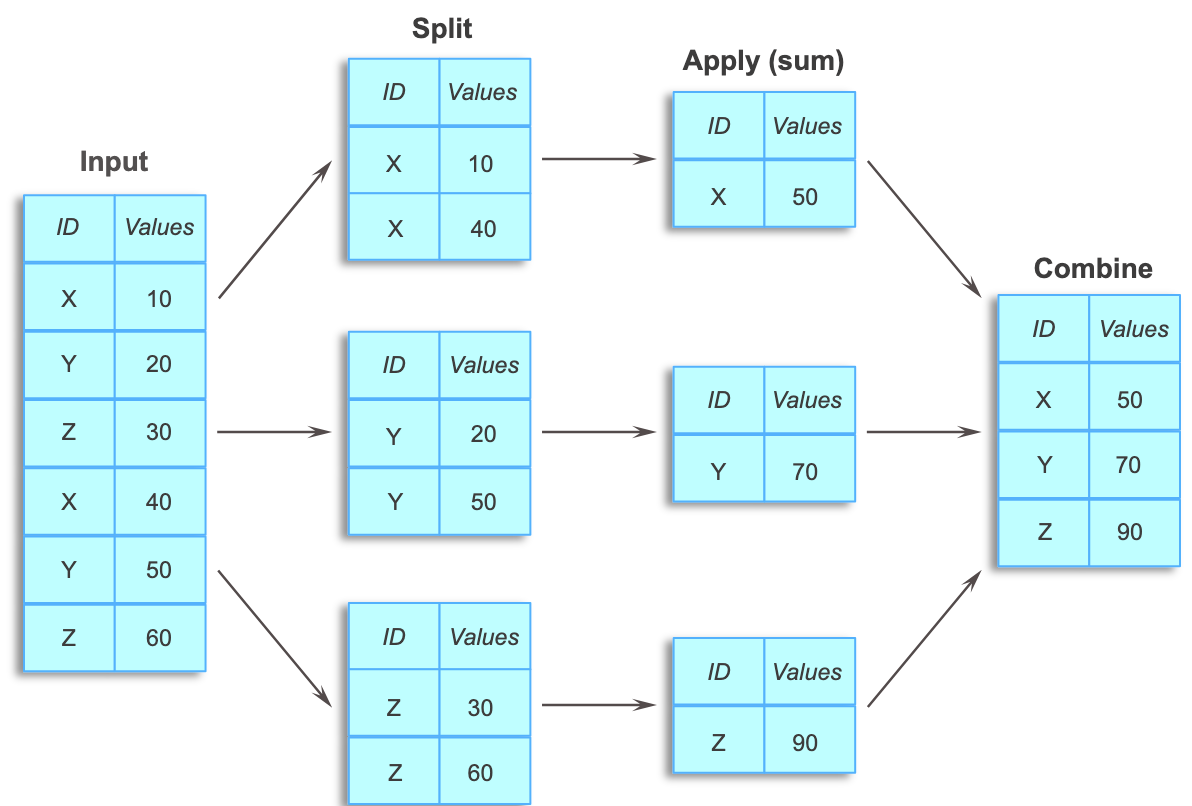 Input
ID Values
X 10
Y 20
Z 30
X 40
Y 50
Z 60
Split
ID Values
X 10
X 40
ID Values
Y 20
Y 50
ID Values
Z 30
Z 60
Apply (sum)
ID Values
X 50
ID Values
Y 70
ID Values
Z 90
Combine
ID Values
X 50
Y 70
Z 90